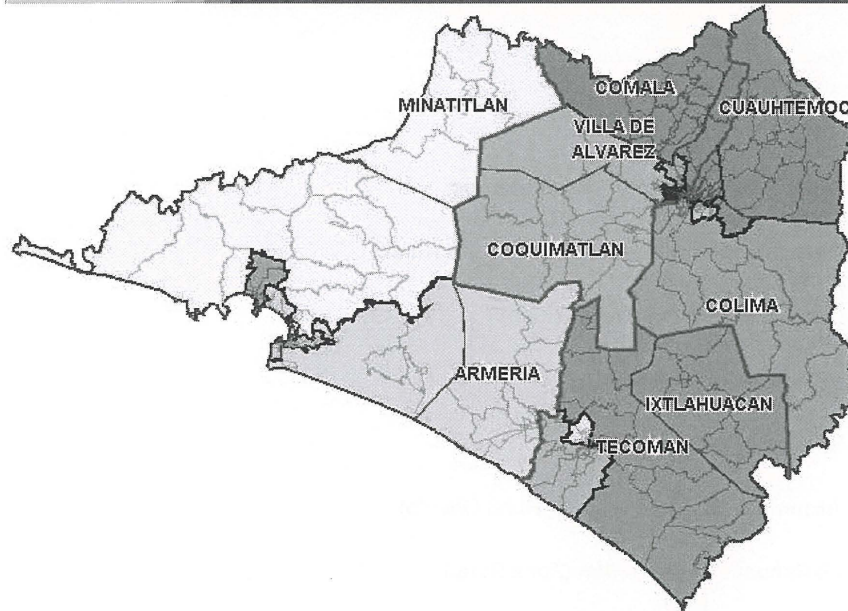 COMALA
MINATITLAN
CUAUHTEMOC
VILLA DE
ALVAREZ
COQUIMATLAN
COLIMA
ARMERIA
IXTLAHUACAN
TECOMAN